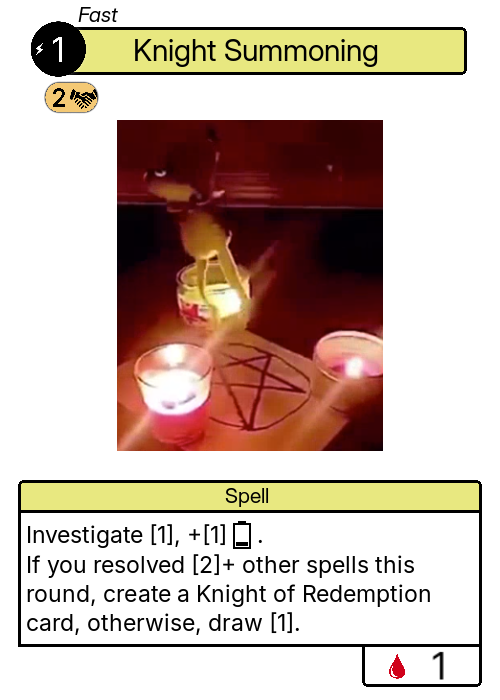 Fast
1
Knight Summoning
2
Spell
Investigate [1], +[1] .
If you resolved [2]+ other spells this
round, create a Knight of Redemption
card, otherwise, draw [1].
1